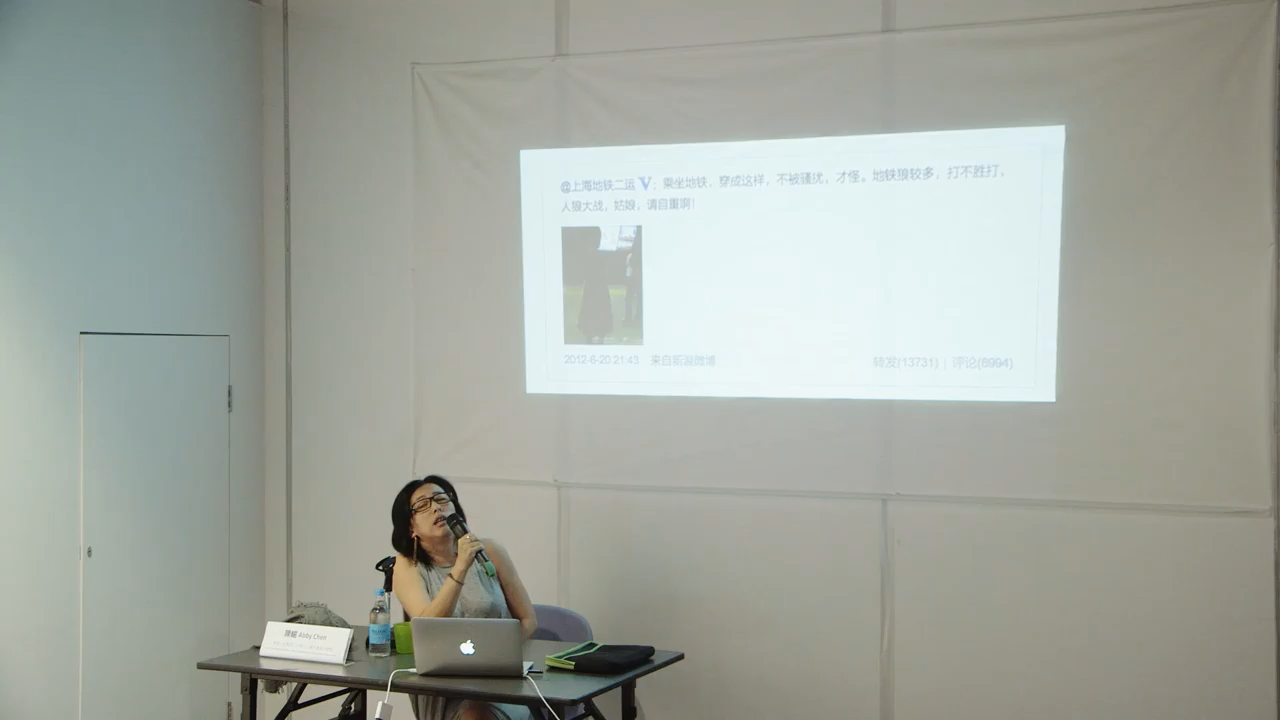 @上海地铁二运 V：乘坐地铁，穿成这样，不被骚扰，才怪。地铁狼较多，打不胜打，
人狼大战，姑娘，请自重啊！
2012-6-20 21:43 来自新浪微博
转发(13731) | 评论(8994)
Abby Chen